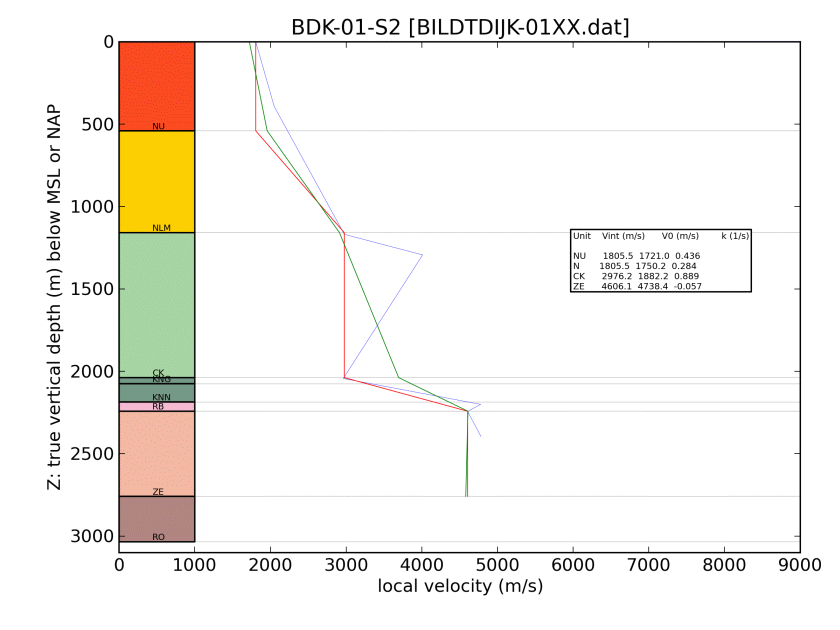 BDK-01-S2 [BILDTDIJK-01XX.dat]
0
500
1000
1500
2000
2500
3000
Z: true vertical depth (m) below MSL or NAP
NU
NLM
CK
KNG
KNN
RB
ZE
RO
Unit Vint (m/s) V0 (m/s) k (1/s)
NU 1805.5 1721.0 0.436
N 1805.5 1750.2 0.284
CK 2976.2 1882.2 0.889
ZE 4606.1 4738.4 -0.057
0 1000 2000 3000 4000 5000 6000 7000 8000 9000
local velocity (m/s)